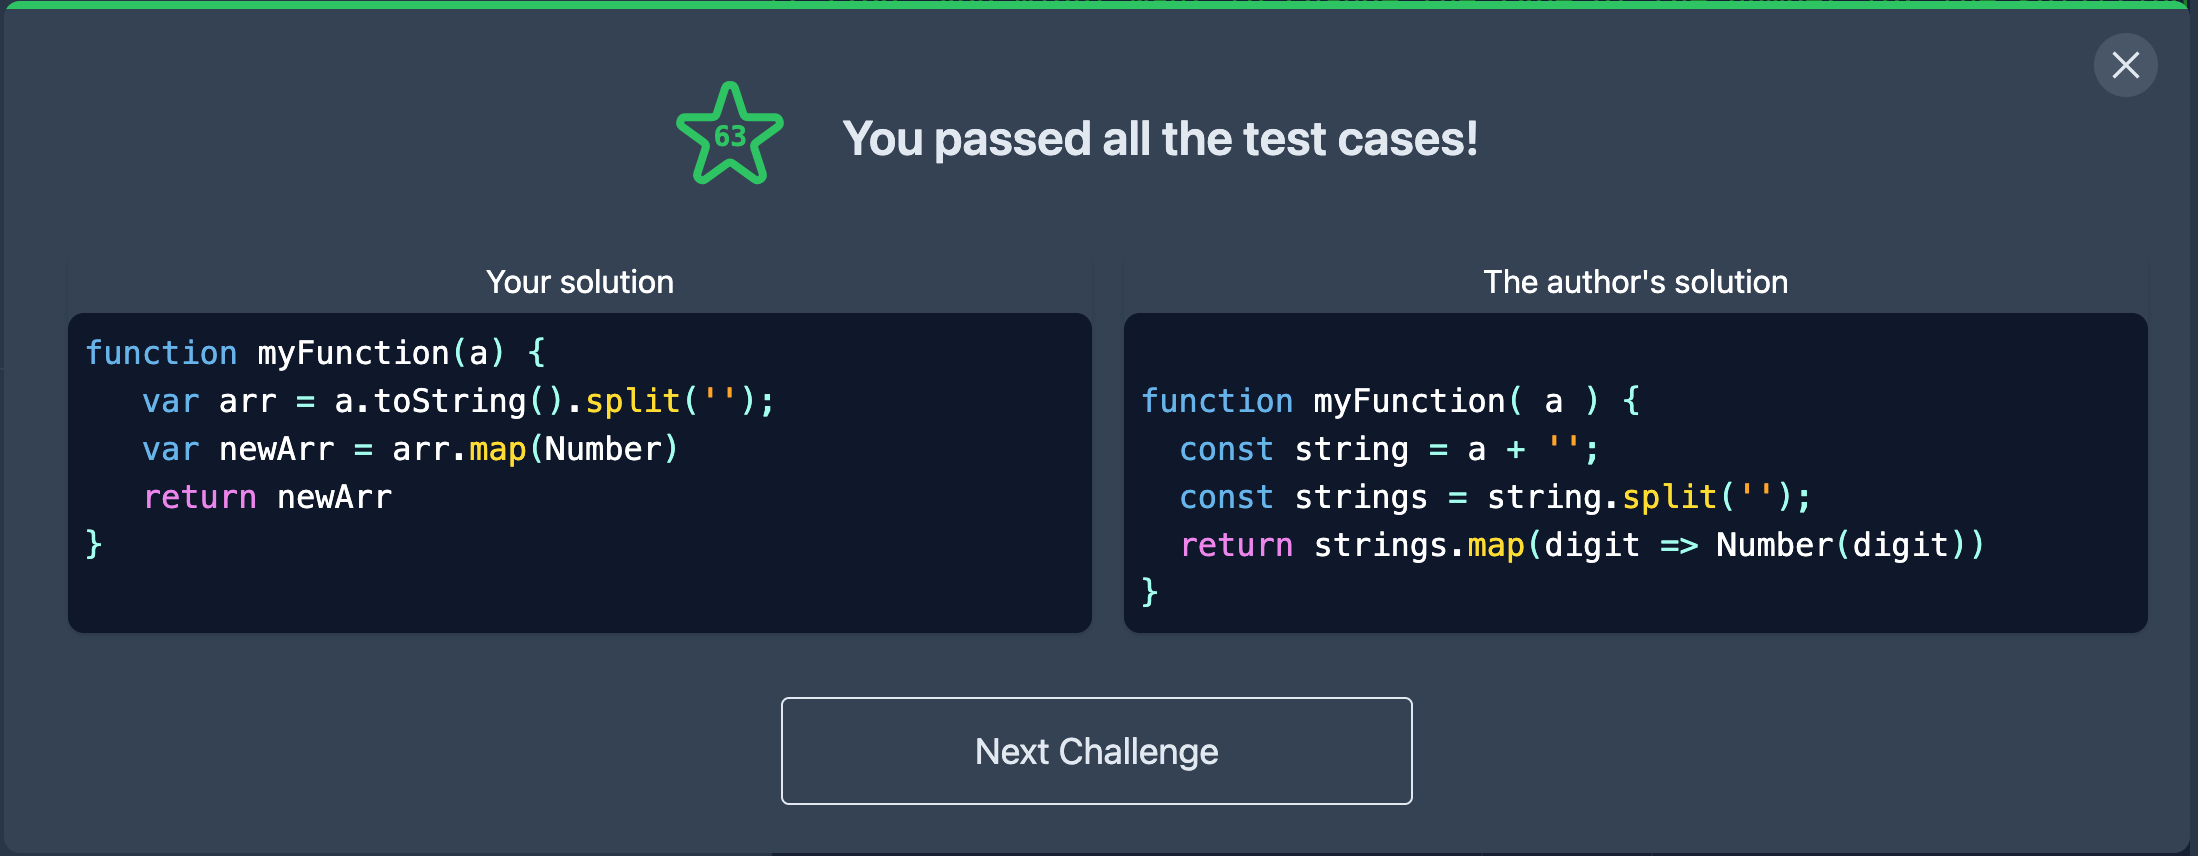 63
You passed all the test cases!
Your solution
function myFunction(a) {
   var arr = a.toString().split('');
   var newArr = arr.map(Number)
   return newArr
}
The author's solution
function myFunction( a ) {
  const string = a + '';
  const strings = string.split('');
  return strings.map(digit => Number(digit))
}
Next Challenge